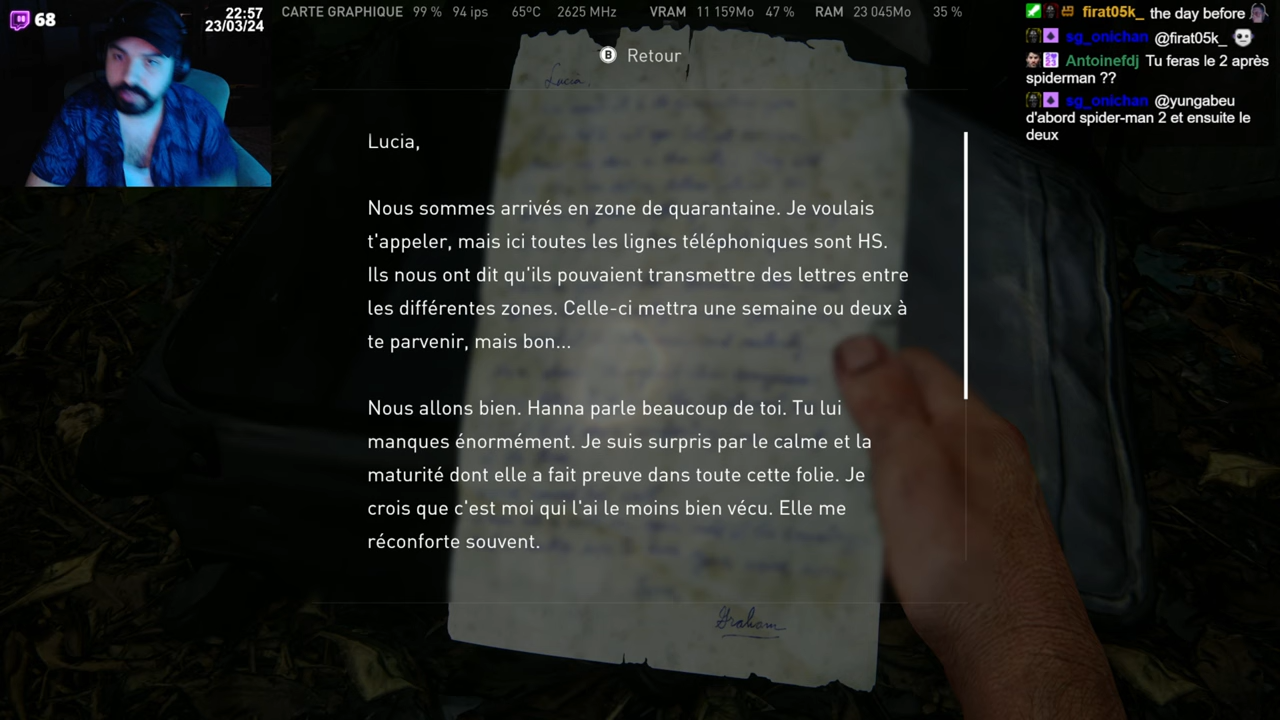 68
22:57
23/03/24
CARTE GRAPHIQUE 99 % 94 ips 65°C 2625 MHz VRAM 11 159Mo 47 % RAM 23 045Mo 35 %
B Retour
firat05k_ the day before
sg_onichan @firat05k_
Antoinefdj Tu feras le 2 après
spiderman ??
sg_onichan @yungabeu
d'abord spider-man 2 et ensuite le
deux
Lucia,
Lucia,
Nous sommes arrivés en zone de quarantaine. Je voulais
t'appeler, mais ici toutes les lignes téléphoniques sont HS.
Ils nous ont dit qu'ils pouvaient transmettre des lettres entre
les différentes zones. Celle-ci mettra une semaine ou deux à
te parvenir, mais bon...
Nous allons bien. Hanna parle beaucoup de toi. Tu lui
manques énormément. Je suis surpris par le calme et la
maturité dont elle a fait preuve dans toute cette folie. Je
crois que c'est moi qui l'ai le moins bien vécu. Elle me
réconforte souvent.
Graham